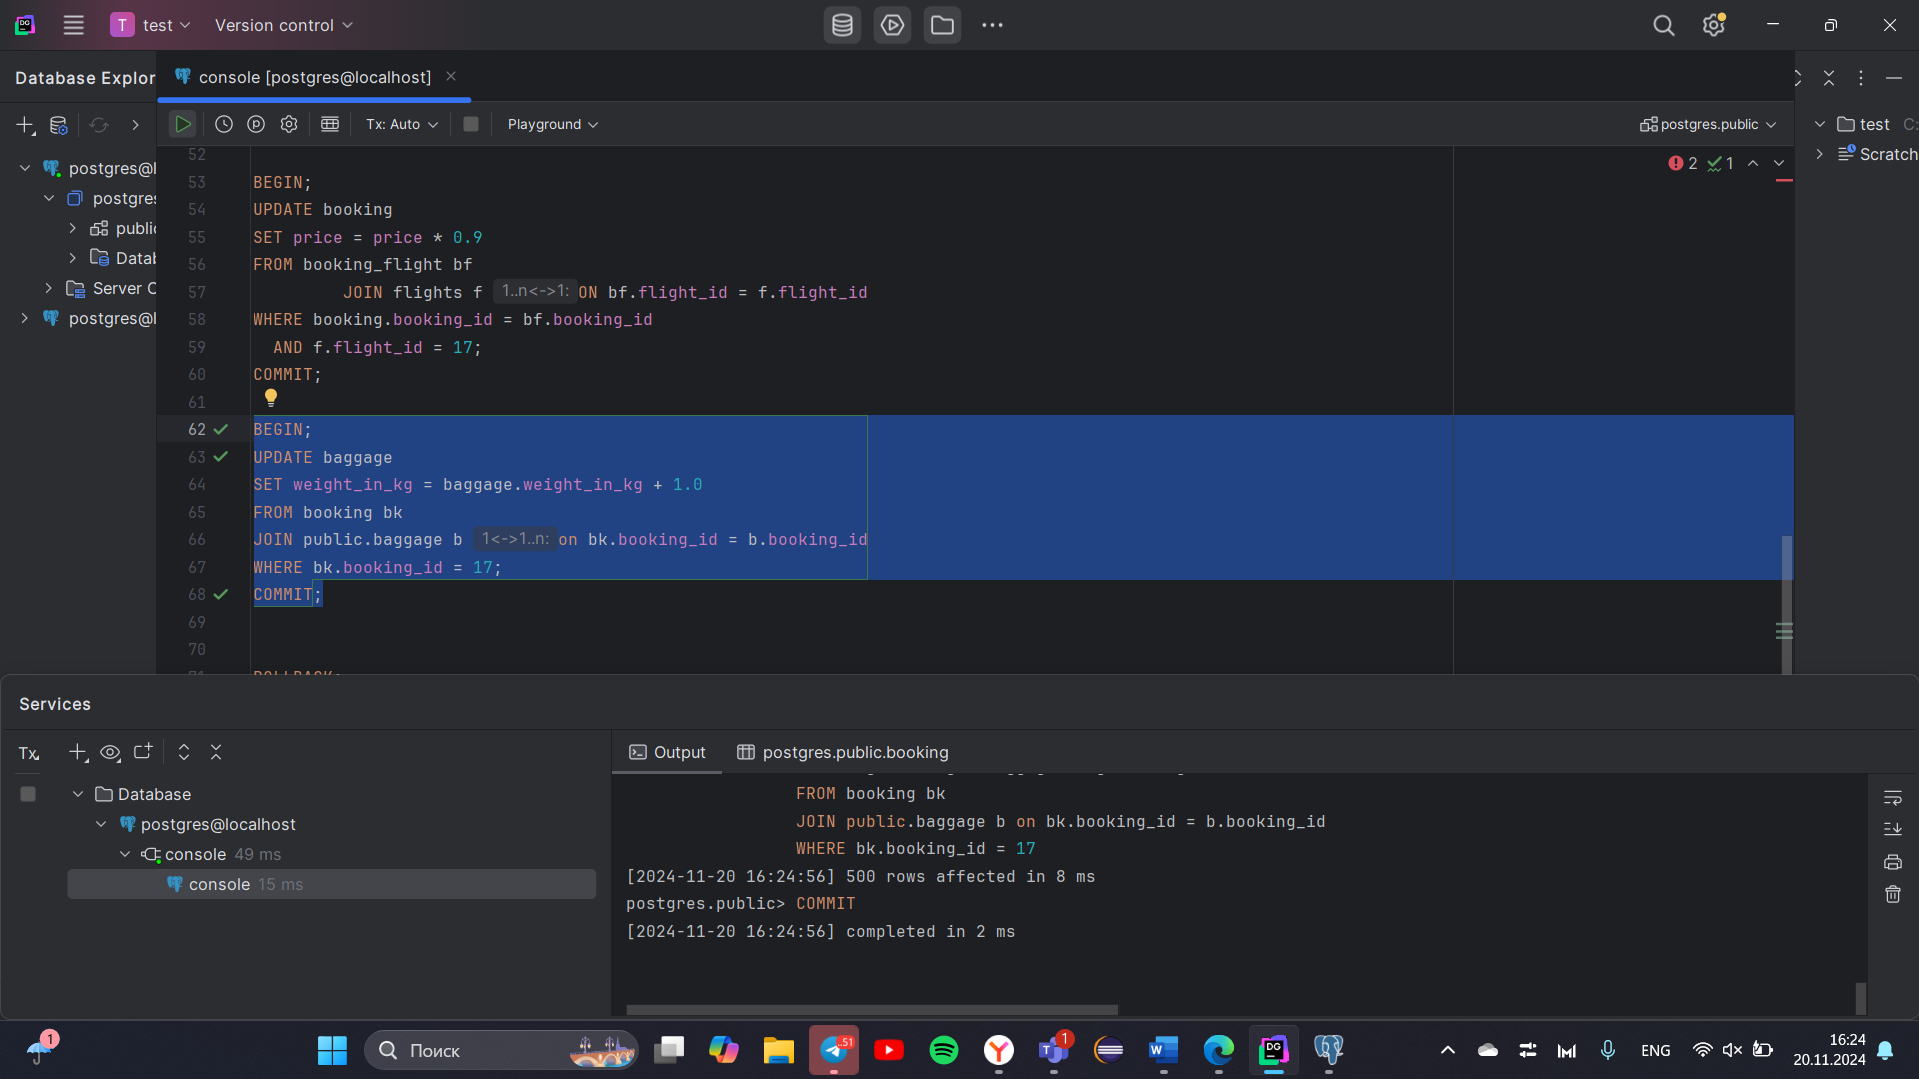 T test Version control
Database Explor
console [postgres@localhost]
Tx: Auto Playground postgres.public
postgres@l
postgres
public
Datab
Server C
postgres@l
test C:
Scratch
2 1
52
53 BEGIN;
54 UPDATE booking
55 SET price = price * 0.9
56 FROM booking_flight bf
57 JOIN flights f 1..n<->1: ON bf.flight_id = f.flight_id
58 WHERE booking.booking_id = bf.booking_id
59 AND f.flight_id = 17;
60 COMMIT;
61
62 BEGIN;
63 UPDATE baggage
64 SET weight_in_kg = baggage.weight_in_kg + 1.0
65 FROM booking bk
66 JOIN public.baggage b 1<->1..n: on bk.booking_id = b.booking_id
67 WHERE bk.booking_id = 17;
68 COMMIT;
69
70
Services
Tx
Database
postgres@localhost
console 49 ms
console 15 ms
Output postgres.public.booking
FROM booking bk
JOIN public.baggage b on bk.booking_id = b.booking_id
WHERE bk.booking_id = 17
[2024-11-20 16:24:56] 500 rows affected in 8 ms
postgres.public> COMMIT
[2024-11-20 16:24:56] completed in 2 ms
1
Поиск
51
1
ENG
16:24
20.11.2024